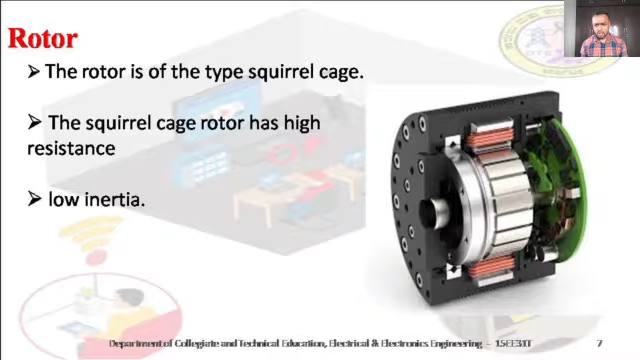 Rotor
➢ The rotor is of the type squirrel cage.
➢ The squirrel cage rotor has high
resistance
➢ low inertia.
Department of Collegiate and Technical Education, Electrical & Electronics Engineering – 15EE34T 7